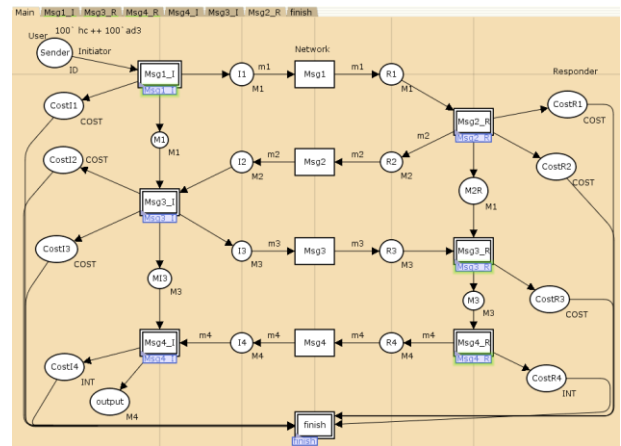 Main Msg1_I Msg3_R Msg4_R Msg4_I Msg3_I Msg2_R finish
100` hc ++ 100`ad3
User
Network
Sender Initiator
ID
Responder
Msg1_I
Msg1_I
I1
M1
m1
Msg1
m1
R1
M1
CostI1
COST
CostR1
COST
M1
M1
Msg2_R
Msg2_R
m2
CostI2
COST
I2
M2
m2
Msg2
m2
R2
M2
CostR2
COST
M2R
M1
Msg3_I
Msg3_I
CostI3
COST
I3
M3
m3
Msg3
m3
R3
M3
Msg3_R
Msg3_R
MI3
M3
M3
M3
CostR3
COST
Msg4_I
Msg4_I
m4
I4
M4
m4
Msg4
m4
R4
M4
m4
Msg4_R
Msg4_R
CostI4
INT
CostR4
INT
output
M4
finish
finish